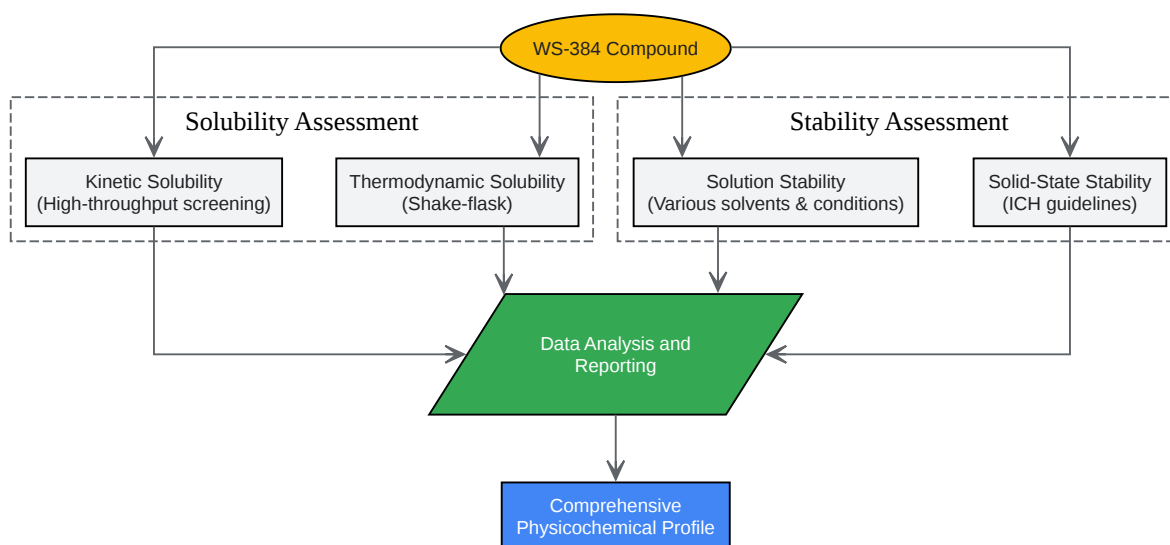 WS-384 Compound
Solubility Assessment
Stability Assessment
Kinetic Solubility
(High-throughput screening)
Thermodynamic Solubility
(Shake-flask)
Solution Stability
(Various solvents & conditions)
Solid-State Stability
(ICH guidelines)
Data Analysis and
Reporting
Comprehensive
Physicochemical Profile